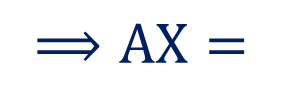 ⟹ AX =